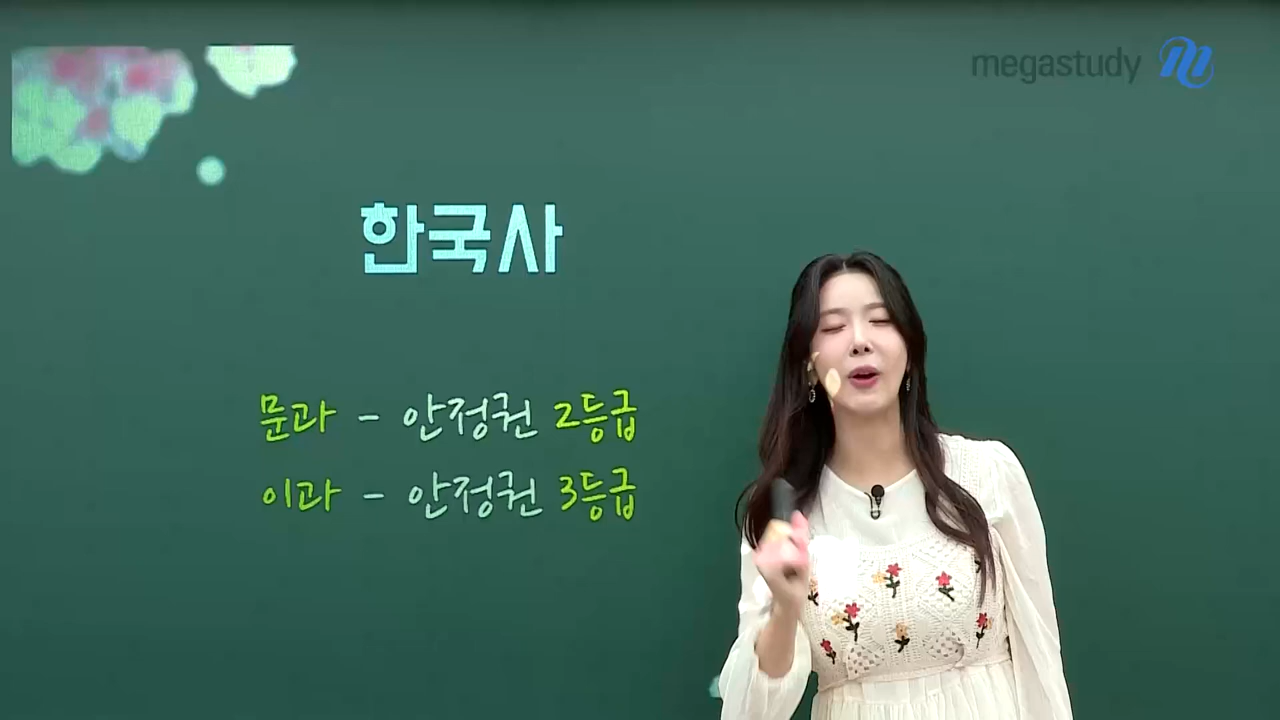 megastudy
한국사
문과 - 안정권 2등급
이과 - 안정권 3등급